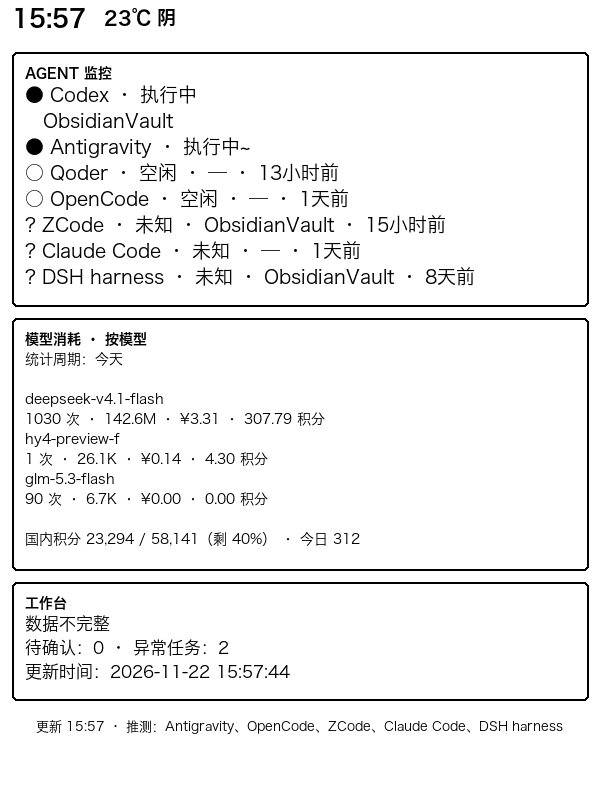 15:57 23℃ 阴
AGENT 监控
● Codex · 执行中
ObsidianVault
● Antigravity · 执行中~
○ Qoder · 空闲 · — · 13小时前
○ OpenCode · 空闲 · — · 1天前
? ZCode · 未知 · ObsidianVault · 15小时前
? Claude Code · 未知 · — · 1天前
? DSH harness · 未知 · ObsidianVault · 8天前
模型消耗 · 按模型
统计周期：今天
deepseek-v4.1-flash
1030 次 · 142.6M · ¥3.31 · 307.79 积分
hy4-preview-f
1 次 · 26.1K · ¥0.14 · 4.30 积分
glm-5.3-flash
90 次 · 6.7K · ¥0.00 · 0.00 积分
国内积分 23,294 / 58,141（剩 40%） · 今日 312
工作台
数据不完整
待确认：0 · 异常任务：2
更新时间：2026-11-22 15:57:44
更新 15:57 · 推测：Antigravity、OpenCode、ZCode、Claude Code、DSH harness